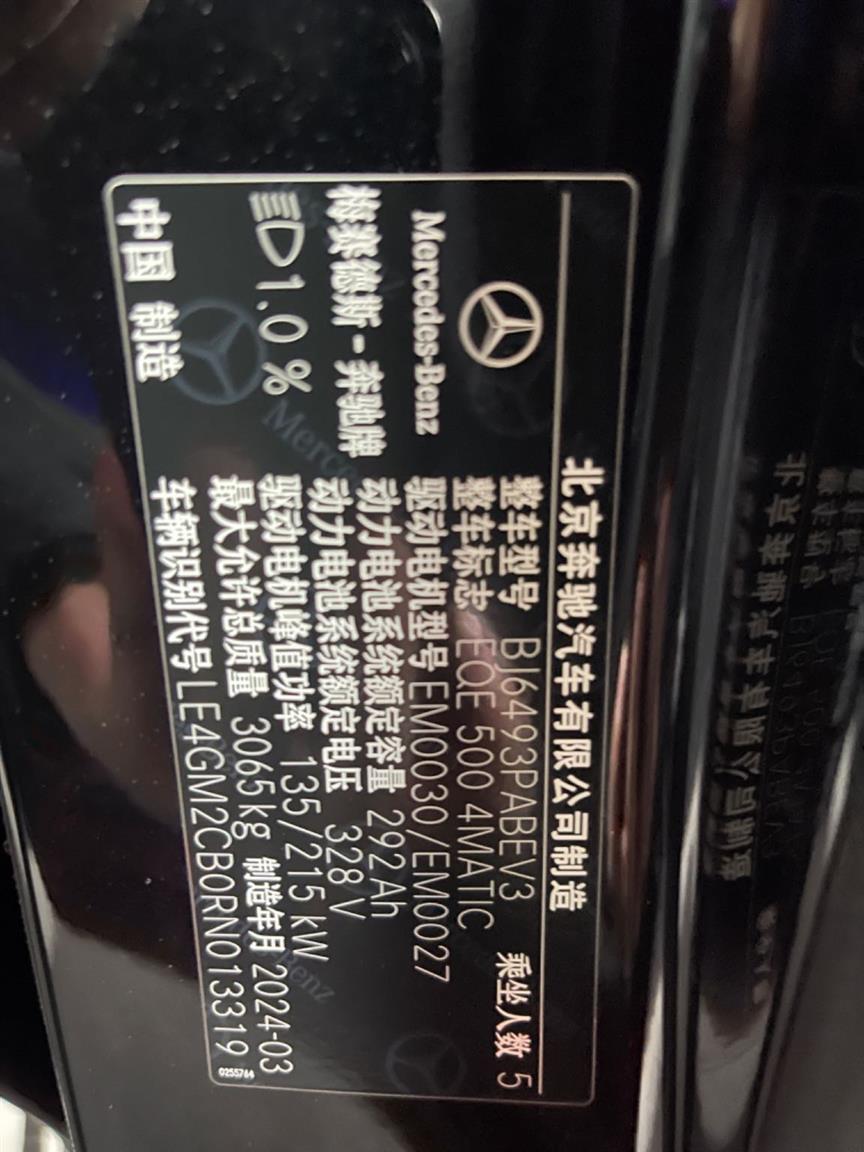 北京奔驰汽车有限公司制造
Mercedes-Benz
梅赛德斯-奔驰牌
1.0%
中国 制造
整车型号 BJ6493PABEV3 乘坐人数 5
整车标志 EQE 500 4MATIC
驱动电机型号 EM0030/EM0027
动力电池系统额定容量 292Ah
动力电池系统额定电压 328V
驱动电机峰值功率 135/215 kW
最大允许总质量 3065kg 制造年月 2024-03
车辆识别代号 LE4GM2CB0RN013319
0255764